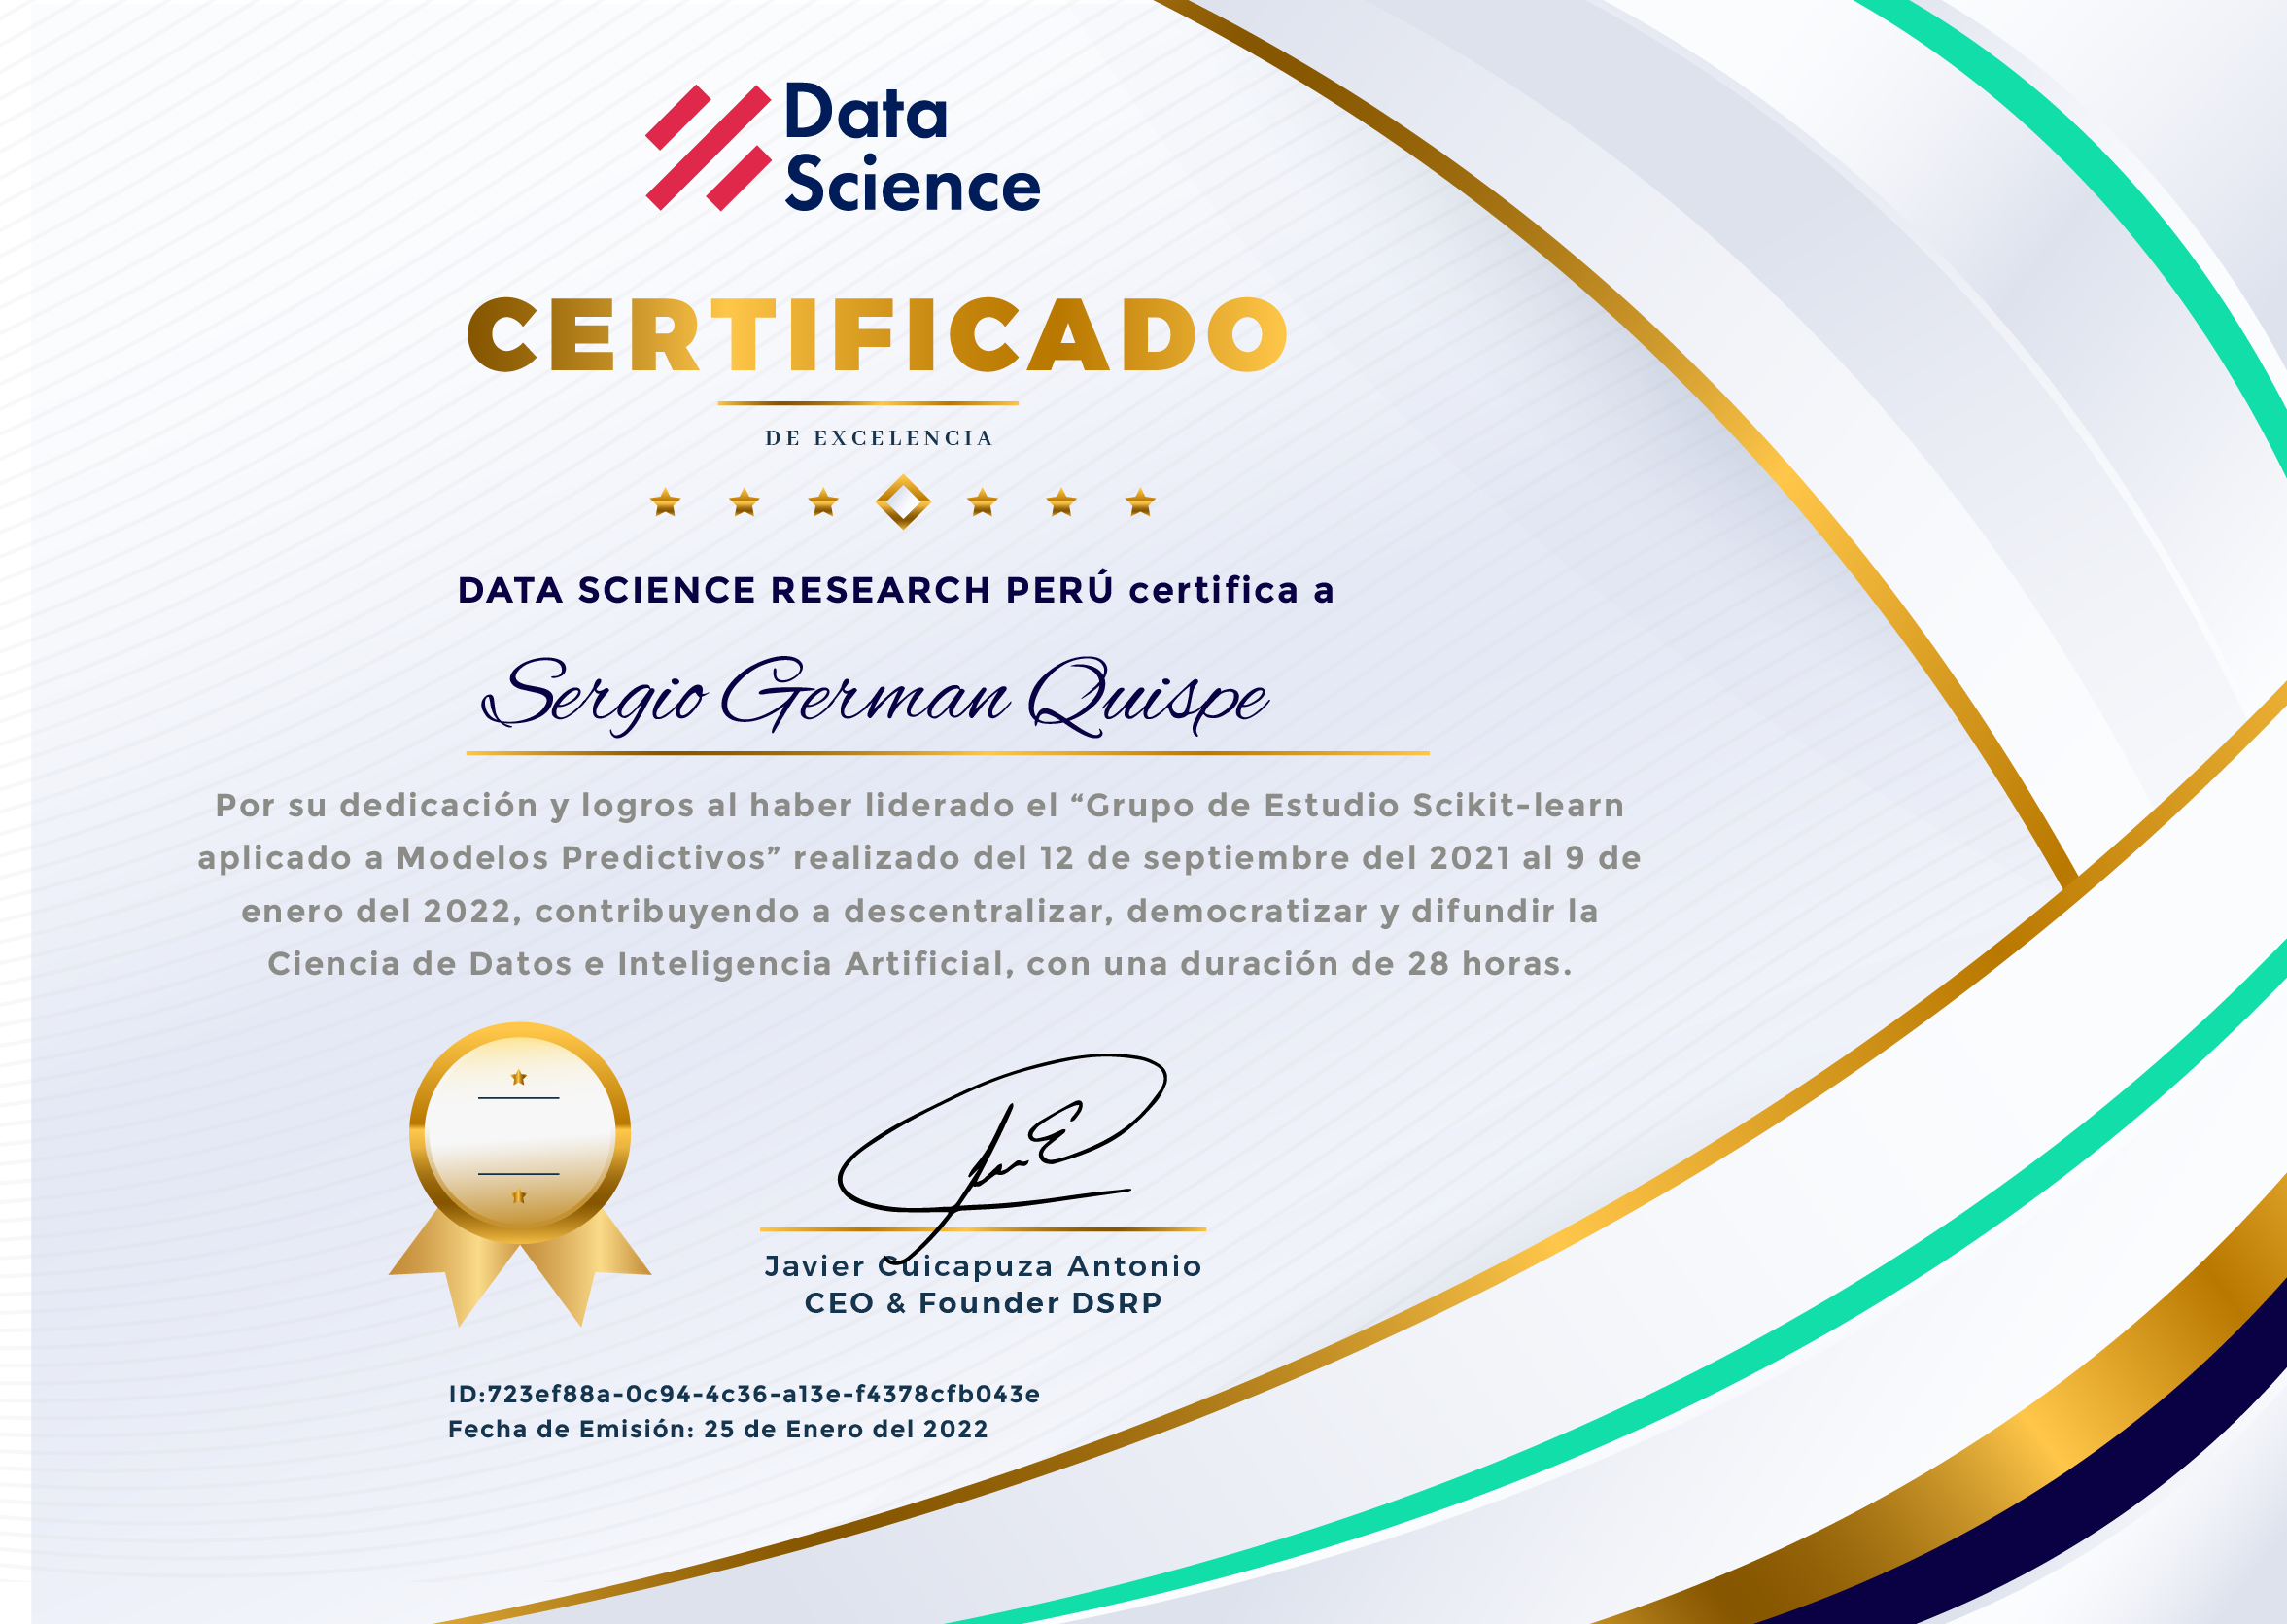 Data
Science
CERTIFICADO
DE EXCELENCIA
DATA SCIENCE RESEARCH PERÚ certifica a
Sergio German Quispe
Por su dedicación y logros al haber liderado el “Grupo de Estudio Scikit-learn
aplicado a Modelos Predictivos” realizado del 12 de septiembre del 2021 al 9 de
enero del 2022, contribuyendo a descentralizar, democratizar y difundir la
Ciencia de Datos e Inteligencia Artificial, con una duración de 28 horas.
Javier Cuicapuza Antonio
CEO & Founder DSRP
ID:723ef88a-0c94-4c36-a13e-f4378cfb043e
Fecha de Emisión: 25 de Enero del 2022